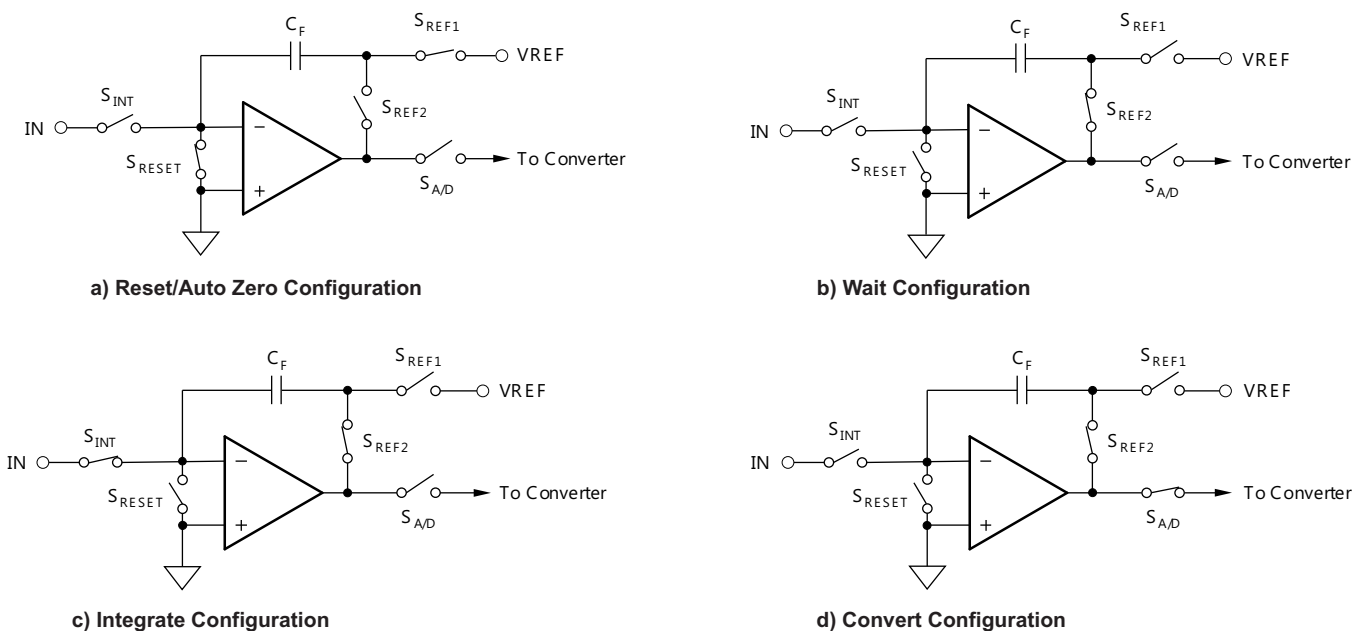 C_F
S_REF1
VREF
S_INT
IN
S_REF2
S_RESET
−
+
To Converter
S_A/D
a) Reset/Auto Zero Configuration
C_F
S_REF1
VREF
S_INT
IN
S_REF2
S_RESET
−
+
To Converter
S_A/D
b) Wait Configuration
C_F
S_REF1
VREF
S_INT
IN
S_REF2
S_RESET
−
+
To Converter
S_A/D
c) Integrate Configuration
C_F
S_REF1
VREF
S_INT
IN
S_REF2
S_RESET
−
+
To Converter
S_A/D
d) Convert Configuration